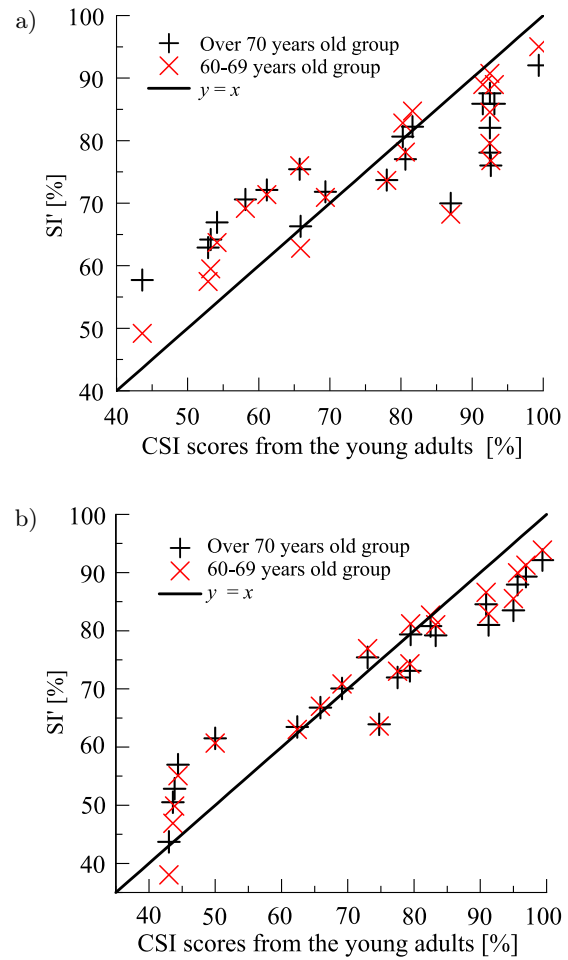 a)
100
90
80
70
60
50
40
SI' [%]
Over 70 years old group
60-69 years old group
y = x
40 50 60 70 80 90 100
CSI scores from the young adults [%]
b)
100
90
80
70
60
50
40
SI' [%]
Over 70 years old group
60-69 years old group
y = x
40 50 60 70 80 90 100
CSI scores from the young adults [%]